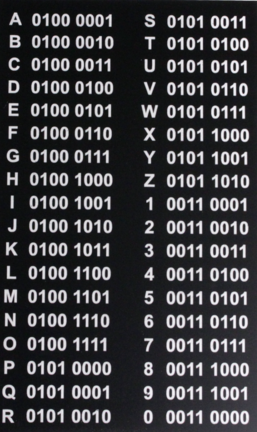 A 0100 0001 S 0101 0011
B 0100 0010 T 0101 0100
C 0100 0011 U 0101 0101
D 0100 0100 V 0101 0110
E 0100 0101 W 0101 0111
F 0100 0110 X 0101 1000
G 0100 0111 Y 0101 1001
H 0100 1000 Z 0101 1010
I 0100 1001 1 0011 0001
J 0100 1010 2 0011 0010
K 0100 1011 3 0011 0011
L 0100 1100 4 0011 0100
M 0100 1101 5 0011 0101
N 0100 1110 6 0011 0110
O 0100 1111 7 0011 0111
P 0101 0000 8 0011 1000
Q 0101 0001 9 0011 1001
R 0101 0010 0 0011 0000